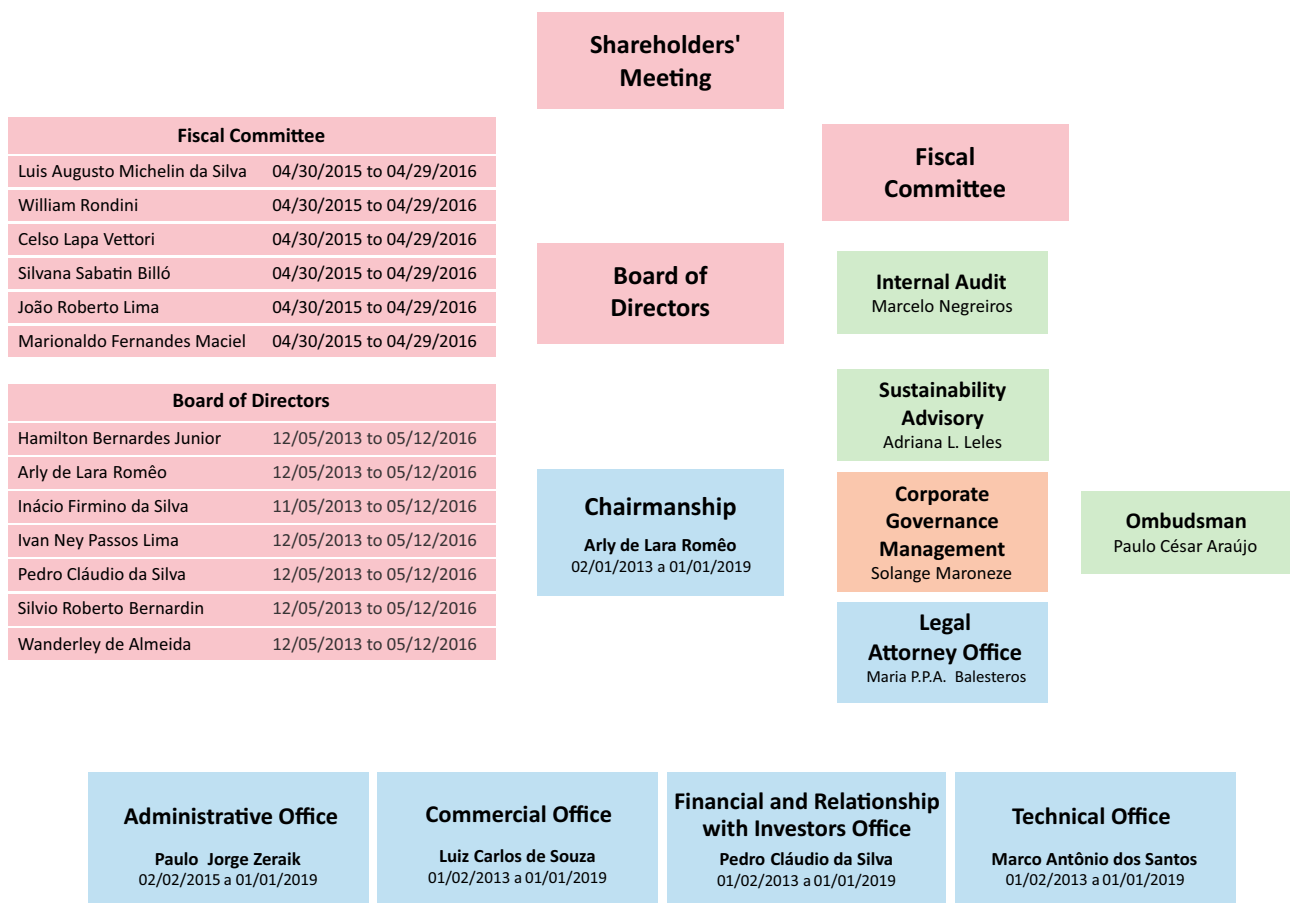 Shareholders'
Meeting
Fiscal Committee
Luis Augusto Michelin da Silva 04/30/2015 to 04/29/2016
William Rondini 04/30/2015 to 04/29/2016
Celso Lapa Vettori 04/30/2015 to 04/29/2016
Silvana Sabatin Billó 04/30/2015 to 04/29/2016
João Roberto Lima 04/30/2015 to 04/29/2016
Marionaldo Fernandes Maciel 04/30/2015 to 04/29/2016
Fiscal
Committee
Board of
Directors
Internal Audit
Marcelo Negreiros
Board of Directors
Hamilton Bernardes Junior 12/05/2013 to 05/12/2016
Arly de Lara Romêo 12/05/2013 to 05/12/2016
Inácio Firmino da Silva 11/05/2013 to 05/12/2016
Ivan Ney Passos Lima 12/05/2013 to 05/12/2016
Pedro Cláudio da Silva 12/05/2013 to 05/12/2016
Silvio Roberto Bernardin 12/05/2013 to 05/12/2016
Wanderley de Almeida 12/05/2013 to 05/12/2016
Sustainability
Advisory
Adriana L. Leles
Chairmanship
Arly de Lara Romêo
02/01/2013 a 01/01/2019
Corporate
Governance
Management
Solange Maroneze
Ombudsman
Paulo César Araújo
Legal
Attorney Office
Maria P.P.A. Balesteros
Administrative Office
Paulo Jorge Zeraik
02/02/2015 a 01/01/2019
Commercial Office
Luiz Carlos de Souza
01/02/2013 a 01/01/2019
Financial and Relationship
with Investors Office
Pedro Cláudio da Silva
01/02/2013 a 01/01/2019
Technical Office
Marco Antônio dos Santos
01/02/2013 a 01/01/2019